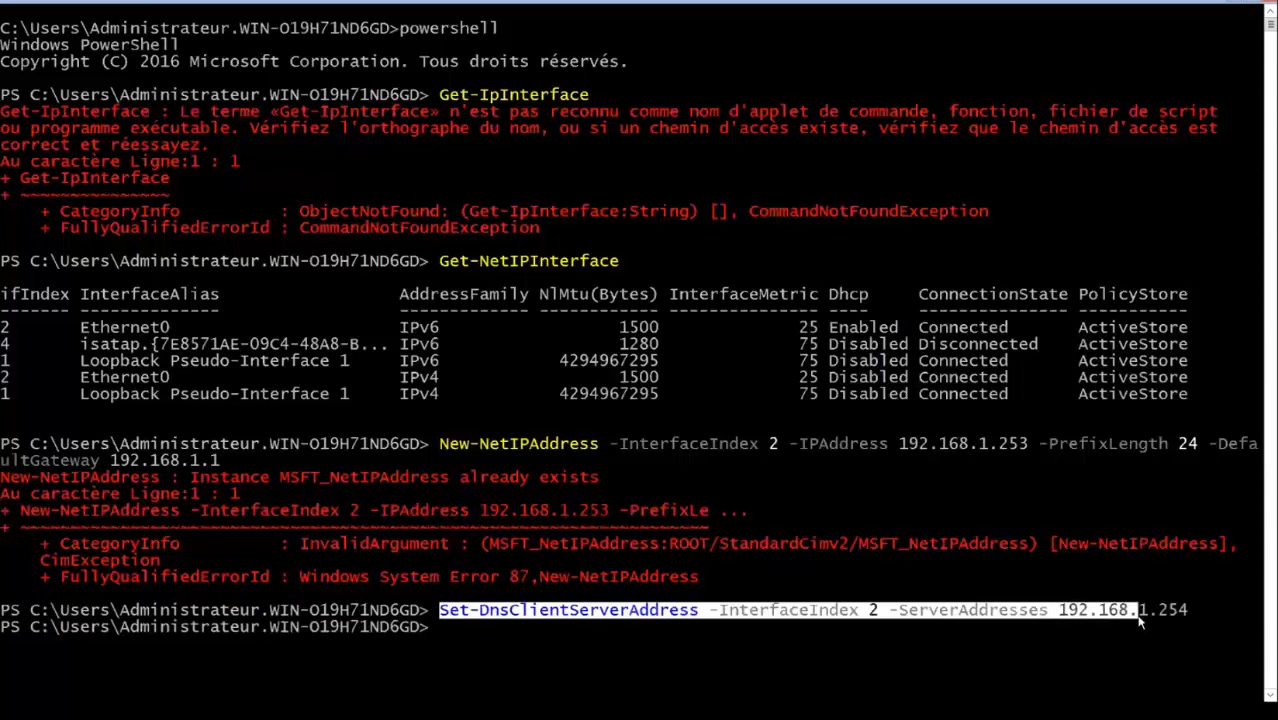 C:\Users\Administrateur.WIN-O19H71ND6GD>powershell
Windows PowerShell
Copyright (C) 2016 Microsoft Corporation. Tous droits réservés.
PS C:\Users\Administrateur.WIN-O19H71ND6GD> Get-IpInterface
Get-IpInterface : Le terme «Get-IpInterface» n'est pas reconnu comme nom d'applet de commande, fonction, fichier de script
ou programme exécutable. Vérifiez l'orthographe du nom, ou si un chemin d'accès existe, vérifiez que le chemin d'accès est
correct et réessayez.
Au caractère Ligne:1 : 1
+ Get-IpInterface
+ ~~~~~~~~~~~~~~~
+ CategoryInfo : ObjectNotFound: (Get-IpInterface:String) [], CommandNotFoundException
+ FullyQualifiedErrorId : CommandNotFoundException
PS C:\Users\Administrateur.WIN-O19H71ND6GD> Get-NetIPInterface
ifIndex InterfaceAlias AddressFamily NlMtu(Bytes) InterfaceMetric Dhcp ConnectionState PolicyStore
------- -------------- ------------- ------------ --------------- ---- --------------- -----------
2 Ethernet0 IPv6 1500 25 Enabled Connected ActiveStore
4 isatap.{7E8571AE-09C4-48A8-B... IPv6 1280 75 Disabled Disconnected ActiveStore
1 Loopback Pseudo-Interface 1 IPv6 4294967295 75 Disabled Connected ActiveStore
2 Ethernet0 IPv4 1500 25 Disabled Connected ActiveStore
1 Loopback Pseudo-Interface 1 IPv4 4294967295 75 Disabled Connected ActiveStore
PS C:\Users\Administrateur.WIN-O19H71ND6GD> New-NetIPAddress -InterfaceIndex 2 -IPAddress 192.168.1.253 -PrefixLength 24 -Defa
ultGateway 192.168.1.1
New-NetIPAddress : Instance MSFT_NetIPAddress already exists
Au caractère Ligne:1 : 1
+ New-NetIPAddress -InterfaceIndex 2 -IPAddress 192.168.1.253 -PrefixLe ...
+ ~~~~~~~~~~~~~~~~~~~~~~~~~~~~~~~~~~~~~~~~~~~~~~~~~~~~~~~~~~~~~~~~~~~~~
+ CategoryInfo : InvalidArgument : (MSFT_NetIPAddress:ROOT/StandardCimv2/MSFT_NetIPAddress) [New-NetIPAddress],
CimException
+ FullyQualifiedErrorId : Windows System Error 87,New-NetIPAddress
PS C:\Users\Administrateur.WIN-O19H71ND6GD> Set-DnsClientServerAddress -InterfaceIndex 2 -ServerAddresses 192.168.1.254
PS C:\Users\Administrateur.WIN-O19H71ND6GD>